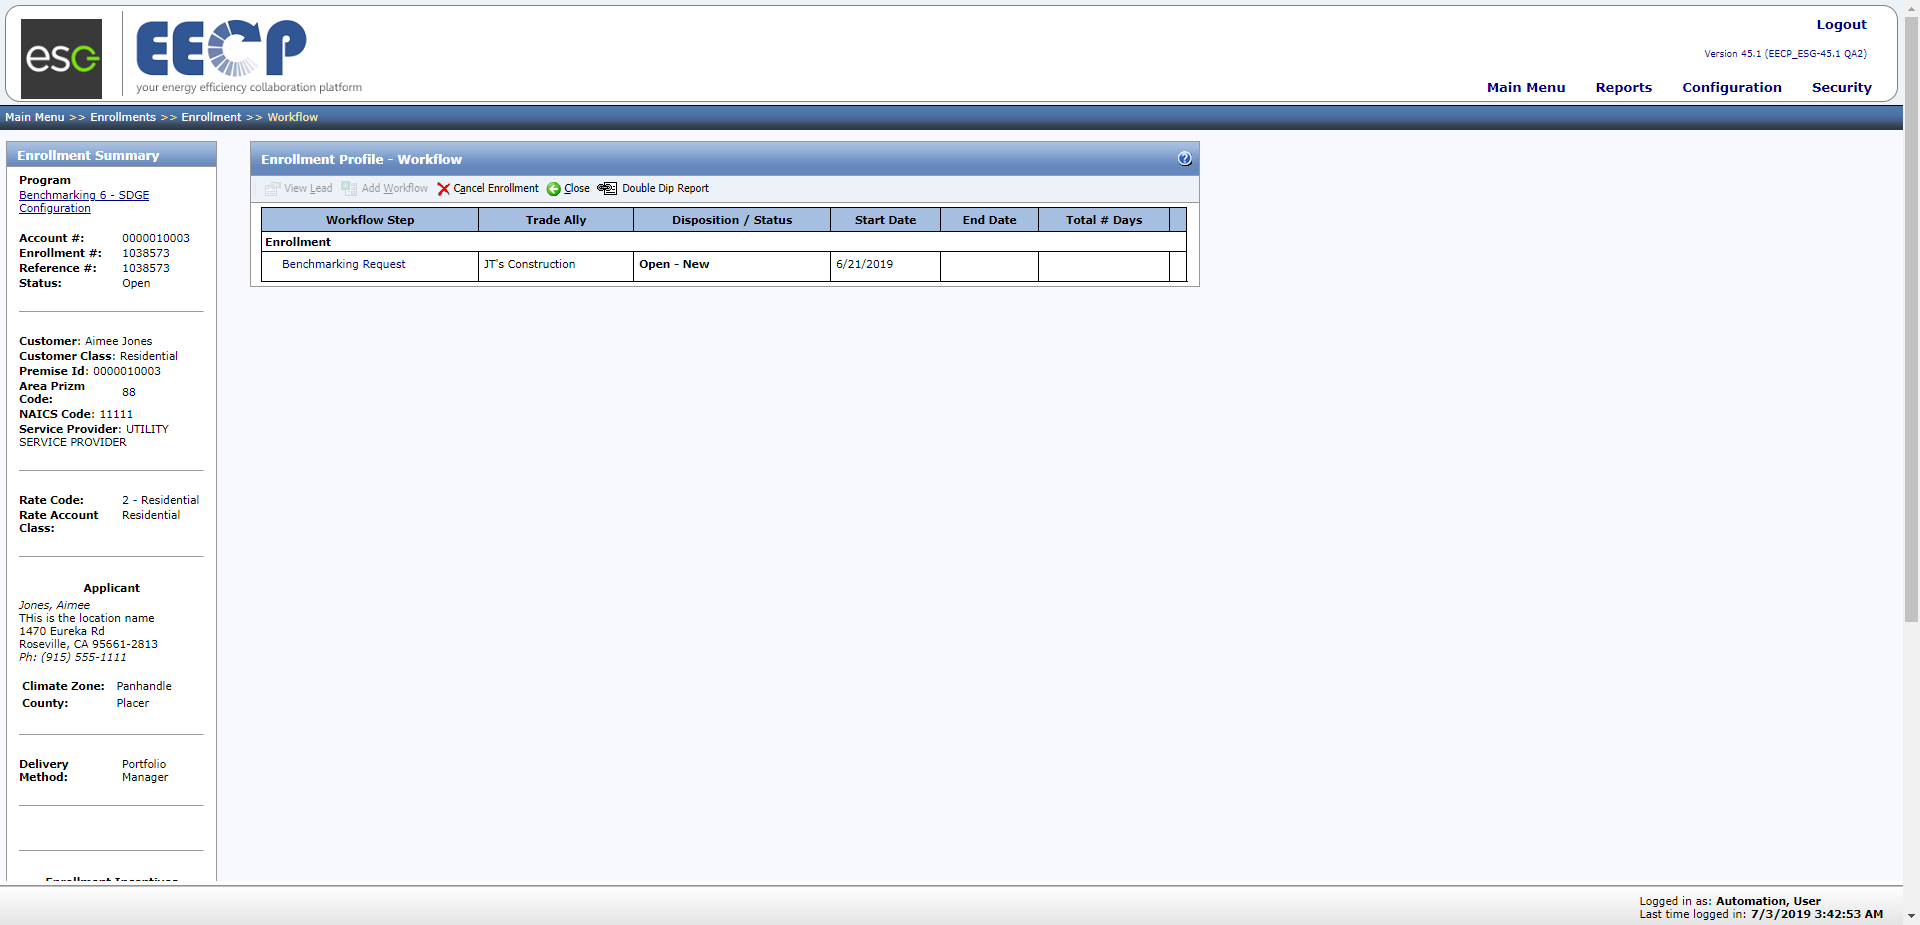 esc
EECP
your energy efficiency collaboration platform
Logout
Version 45.1 (EECP_ESG-45.1 QA2)
Main Menu Reports Configuration Security
Main Menu >> Enrollments >> Enrollment >> Workflow
Enrollment Summary
Program
Benchmarking 6 - SDGE
Configuration
Account #: 0000010003
Enrollment #: 1038573
Reference #: 1038573
Status: Open
Customer: Aimee Jones
Customer Class: Residential
Premise Id: 0000010003
Area Prizm
Code: 88
NAICS Code: 11111
Service Provider: UTILITY
SERVICE PROVIDER
Rate Code: 2 - Residential
Rate Account Residential
Class:
Applicant
Jones, Aimee
THis is the location name
1470 Eureka Rd
Roseville, CA 95661-2813
Ph: (915) 555-1111
Climate Zone: Panhandle
County: Placer
Delivery Portfolio
Method: Manager
Enrollment Profile - Workflow
View Lead Add Workflow Cancel Enrollment Close Double Dip Report
Workflow Step Trade Ally Disposition / Status Start Date End Date Total # Days
Enrollment
Benchmarking Request JT's Construction Open - New 6/21/2019
Logged in as: Automation, User
Last time logged in: 7/3/2019 3:42:53 AM